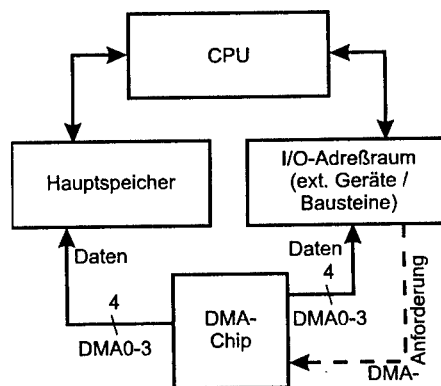 CPU
Hauptspeicher
I/O-Adreßraum
(ext. Geräte /
Bausteine)
Daten
Daten
4
4
DMA0-3
DMA0-3
DMA-
Chip
DMA-
Anforderung